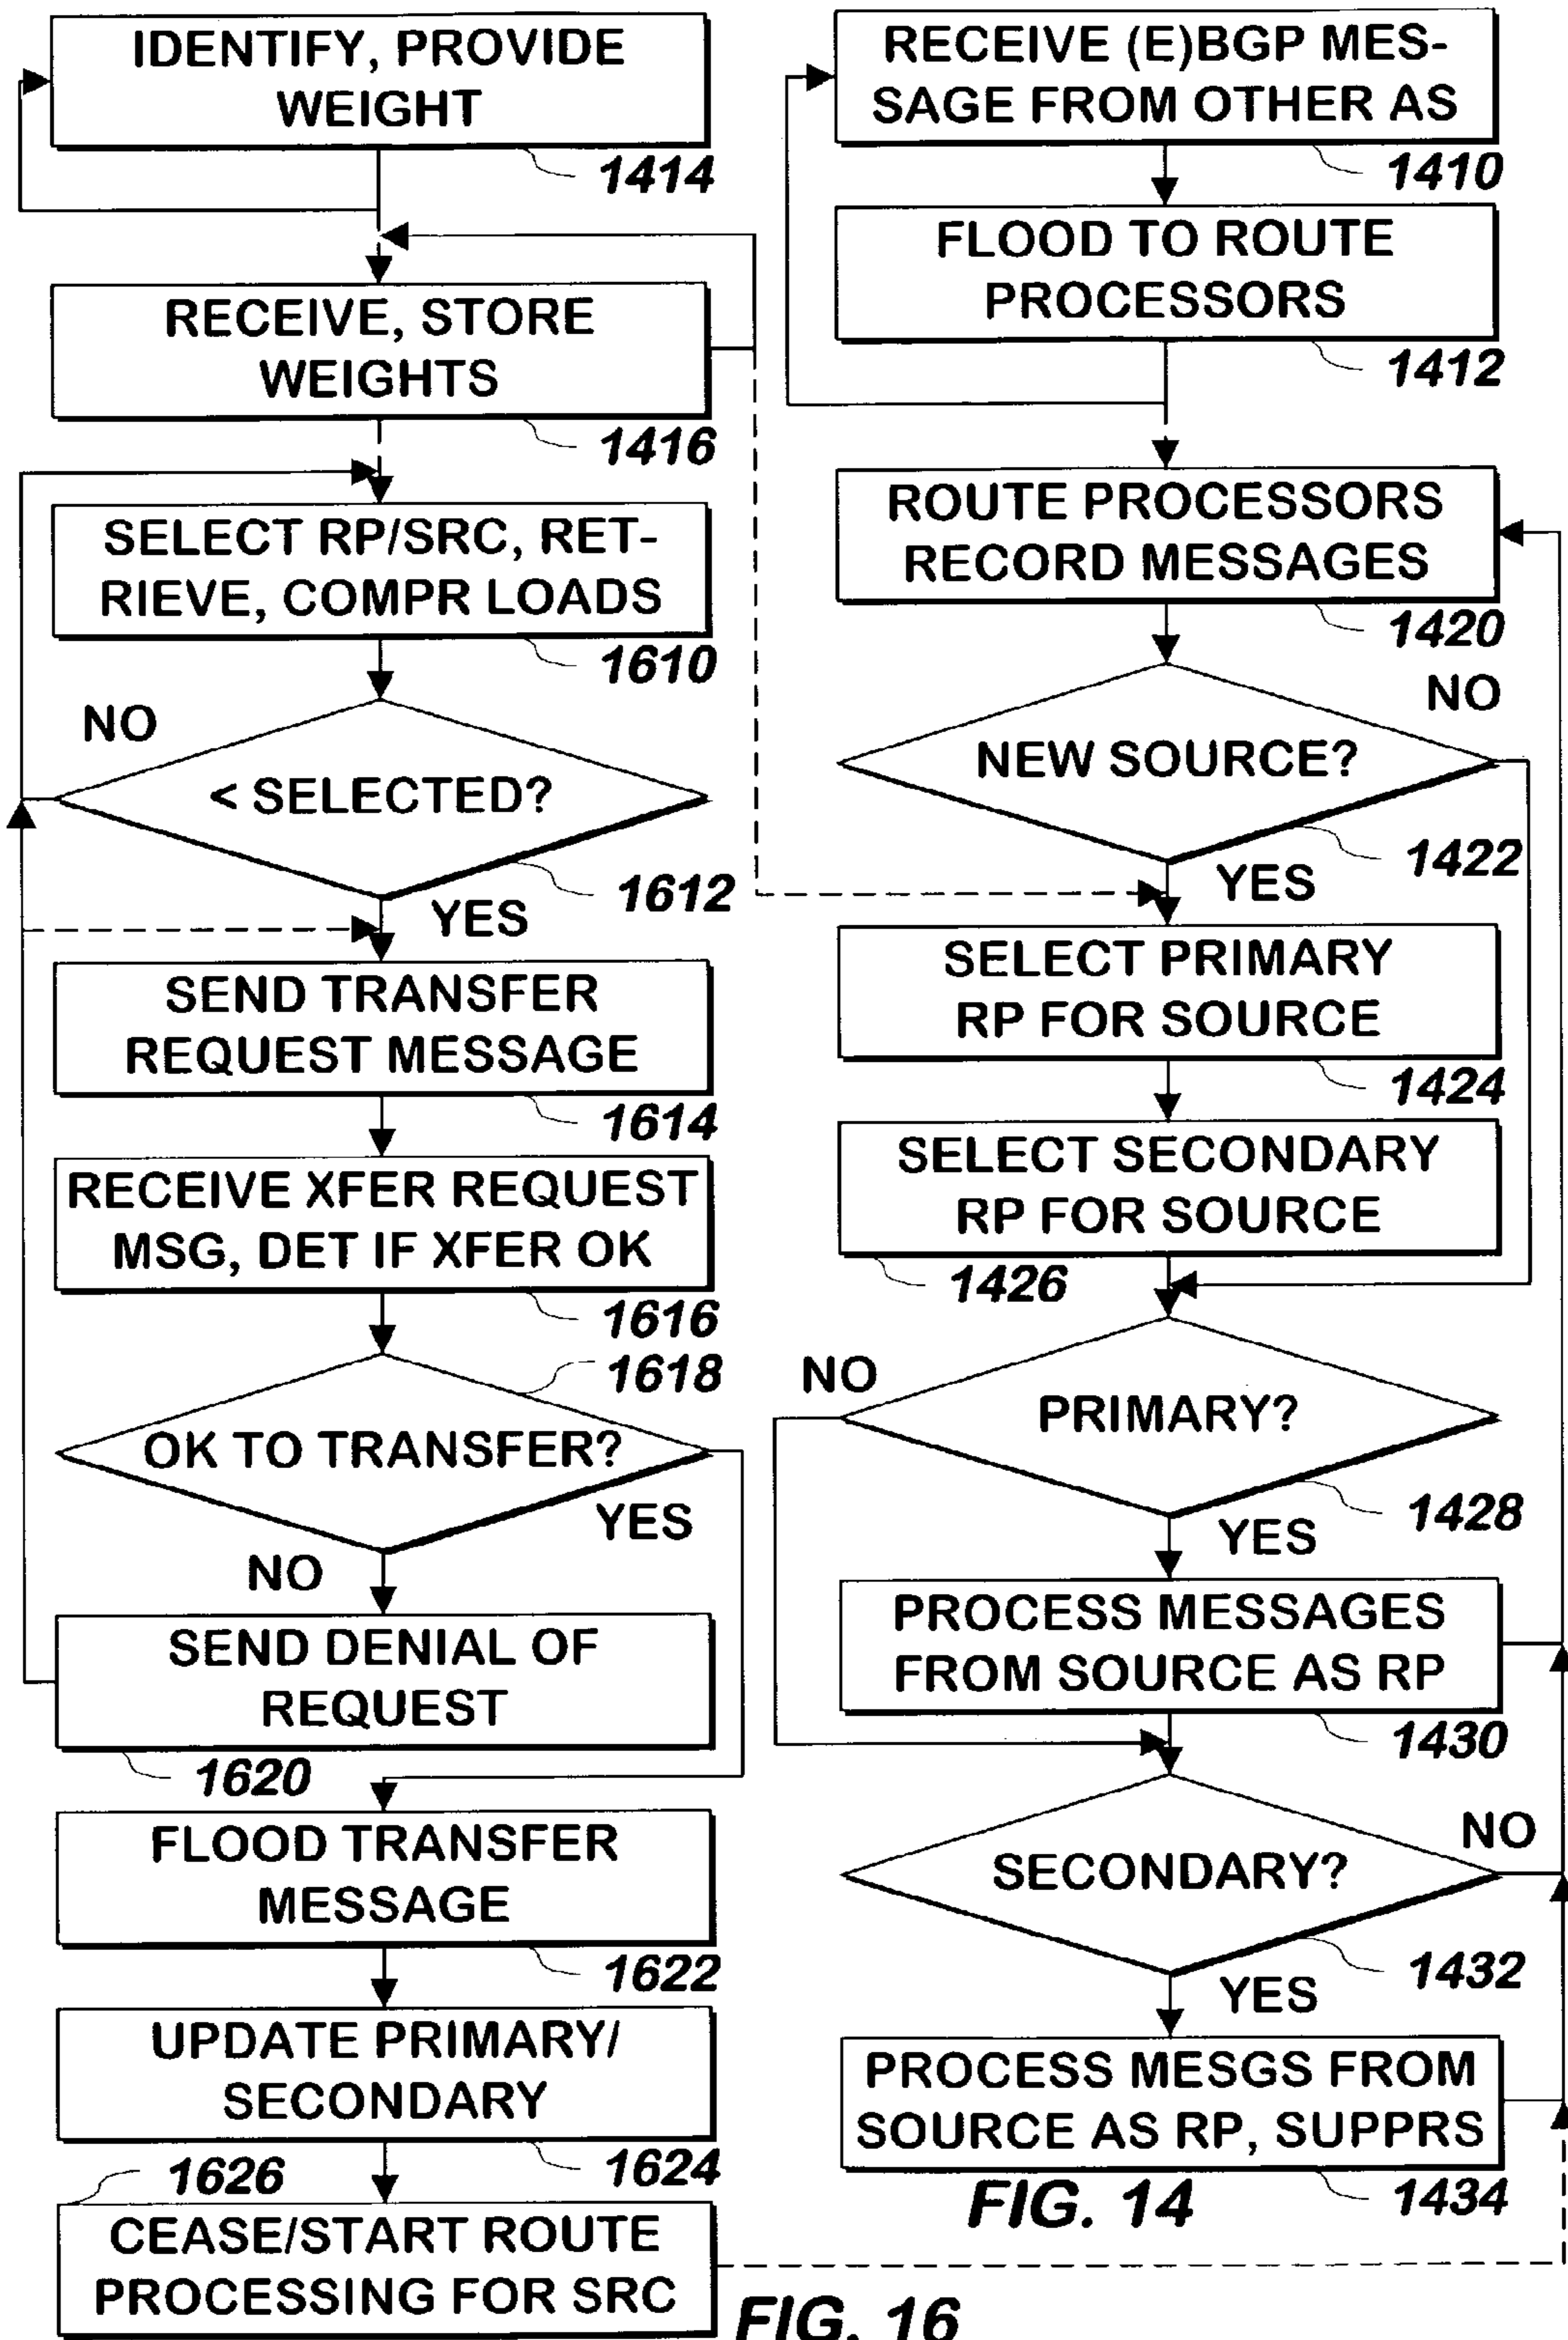 IDENTIFY, PROVIDE
WEIGHT
1414
RECEIVE, STORE
WEIGHTS
1416
SELECT RP/SRC, RET-
RIEVE, COMPR LOADS
1610
NO
< SELECTED?
1612
YES
SEND TRANSFER
REQUEST MESSAGE
1614
RECEIVE XFER REQUEST
MSG, DET IF XFER OK
1616
1618
OK TO TRANSFER?
YES
NO
SEND DENIAL OF
REQUEST
1620
FLOOD TRANSFER
MESSAGE
1622
UPDATE PRIMARY/
SECONDARY
1624
1626
CEASE/START ROUTE
PROCESSING FOR SRC
FIG. 16
RECEIVE (E)BGP MES-
SAGE FROM OTHER AS
1410
FLOOD TO ROUTE
PROCESSORS
1412
ROUTE PROCESSORS
RECORD MESSAGES
1420
NO
NEW SOURCE?
1422
YES
SELECT PRIMARY
RP FOR SOURCE
1424
SELECT SECONDARY
RP FOR SOURCE
1426
NO
PRIMARY?
1428
YES
PROCESS MESSAGES
FROM SOURCE AS RP
1430
NO
SECONDARY?
1432
YES
PROCESS MESGS FROM
SOURCE AS RP, SUPPRS
1434
FIG. 14